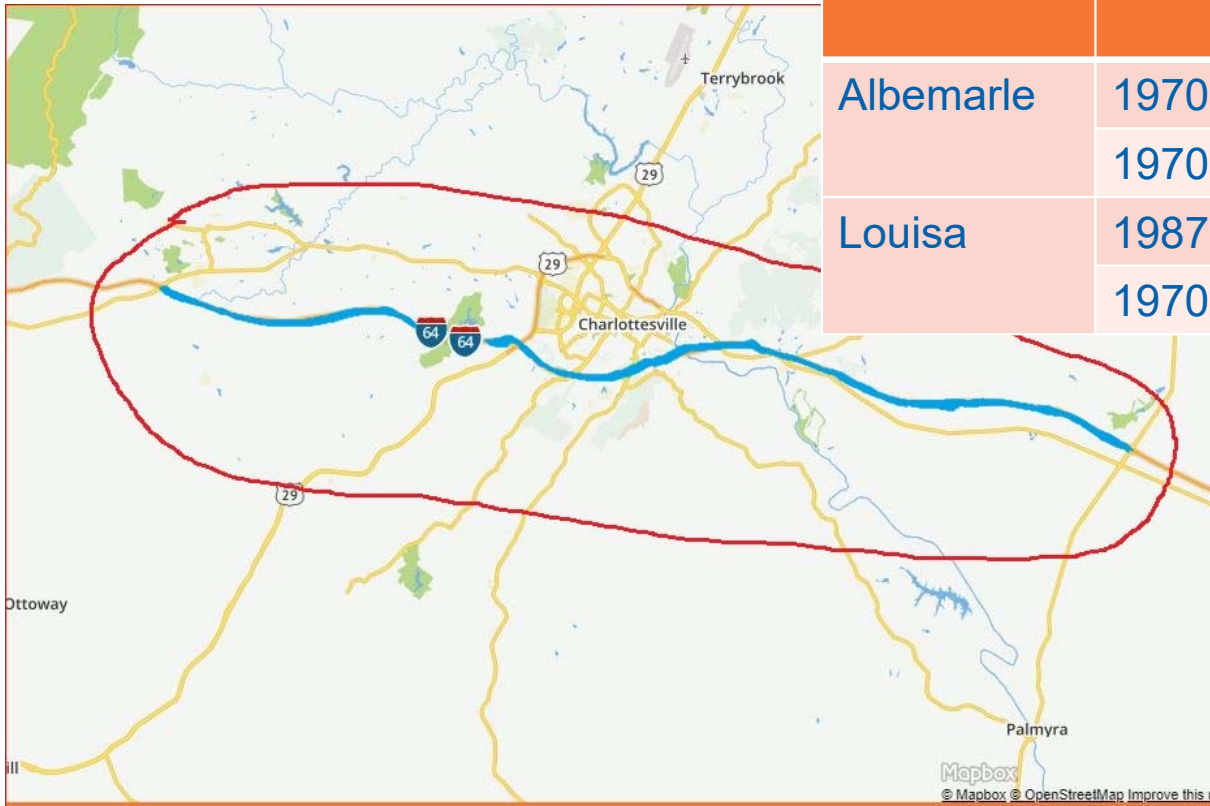 Terrybrook
Albemarle 1970
1970
Louisa 1987
1970
29
29
Charlottesville
64
64
29
Ottoway
Palmyra
ill
Mapbox
© Mapbox © OpenStreetMap Improve this